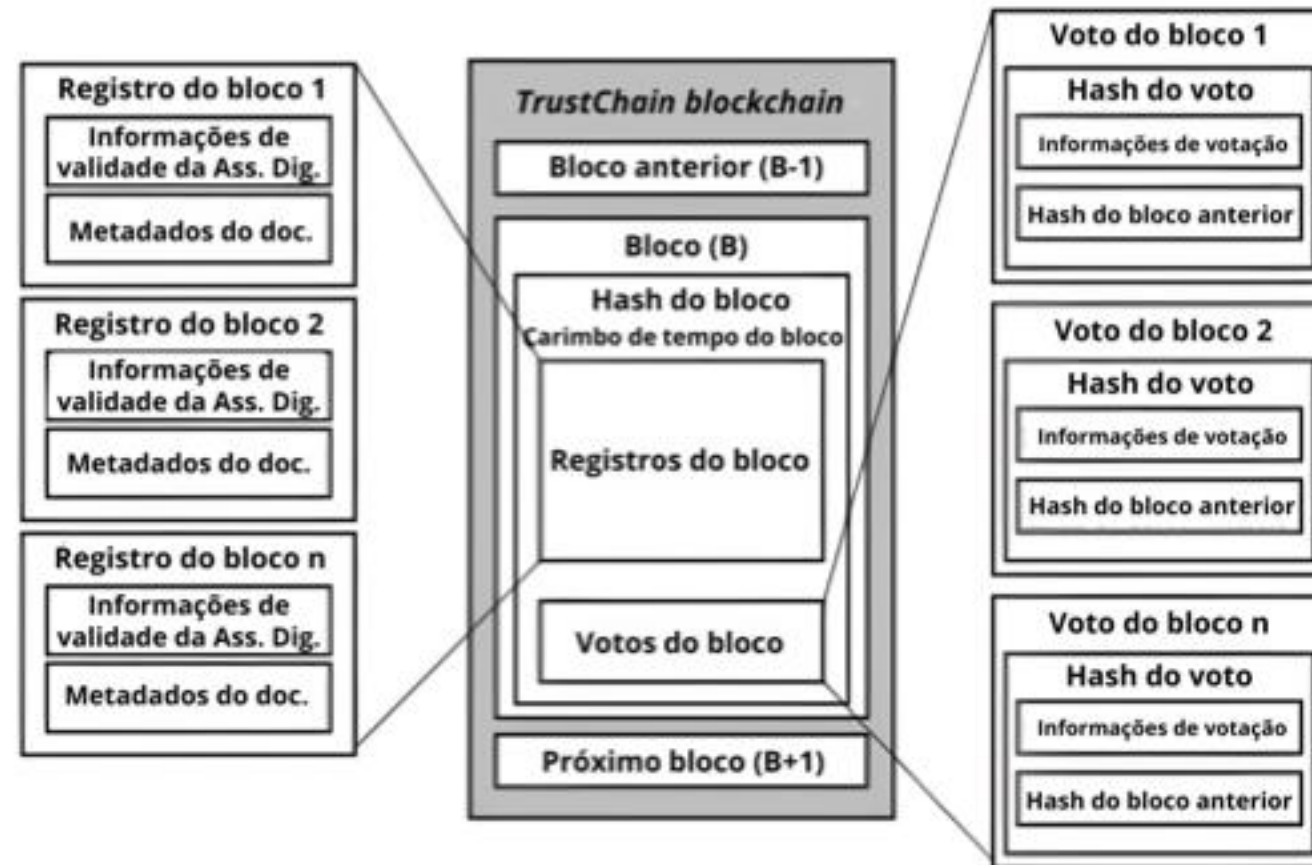 Registro do bloco 1
Informações de
validade da Ass. Dig.
Metadados do doc.
Registro do bloco 2
Informações de
validade da Ass. Dig.
Metadados do doc.
Registro do bloco n
Informações de
validade da Ass. Dig.
Metadados do doc.
TrustChain blockchain
Bloco anterior (B-1)
Bloco (B)
Hash do bloco
Carimbo de tempo do bloco
Registros do bloco
Votos do bloco
Próximo bloco (B+1)
Voto do bloco 1
Hash do voto
Informações de votação
Hash do bloco anterior
Voto do bloco 2
Hash do voto
Informações de votação
Hash do bloco anterior
Voto do bloco n
Hash do voto
Informações de votação
Hash do bloco anterior